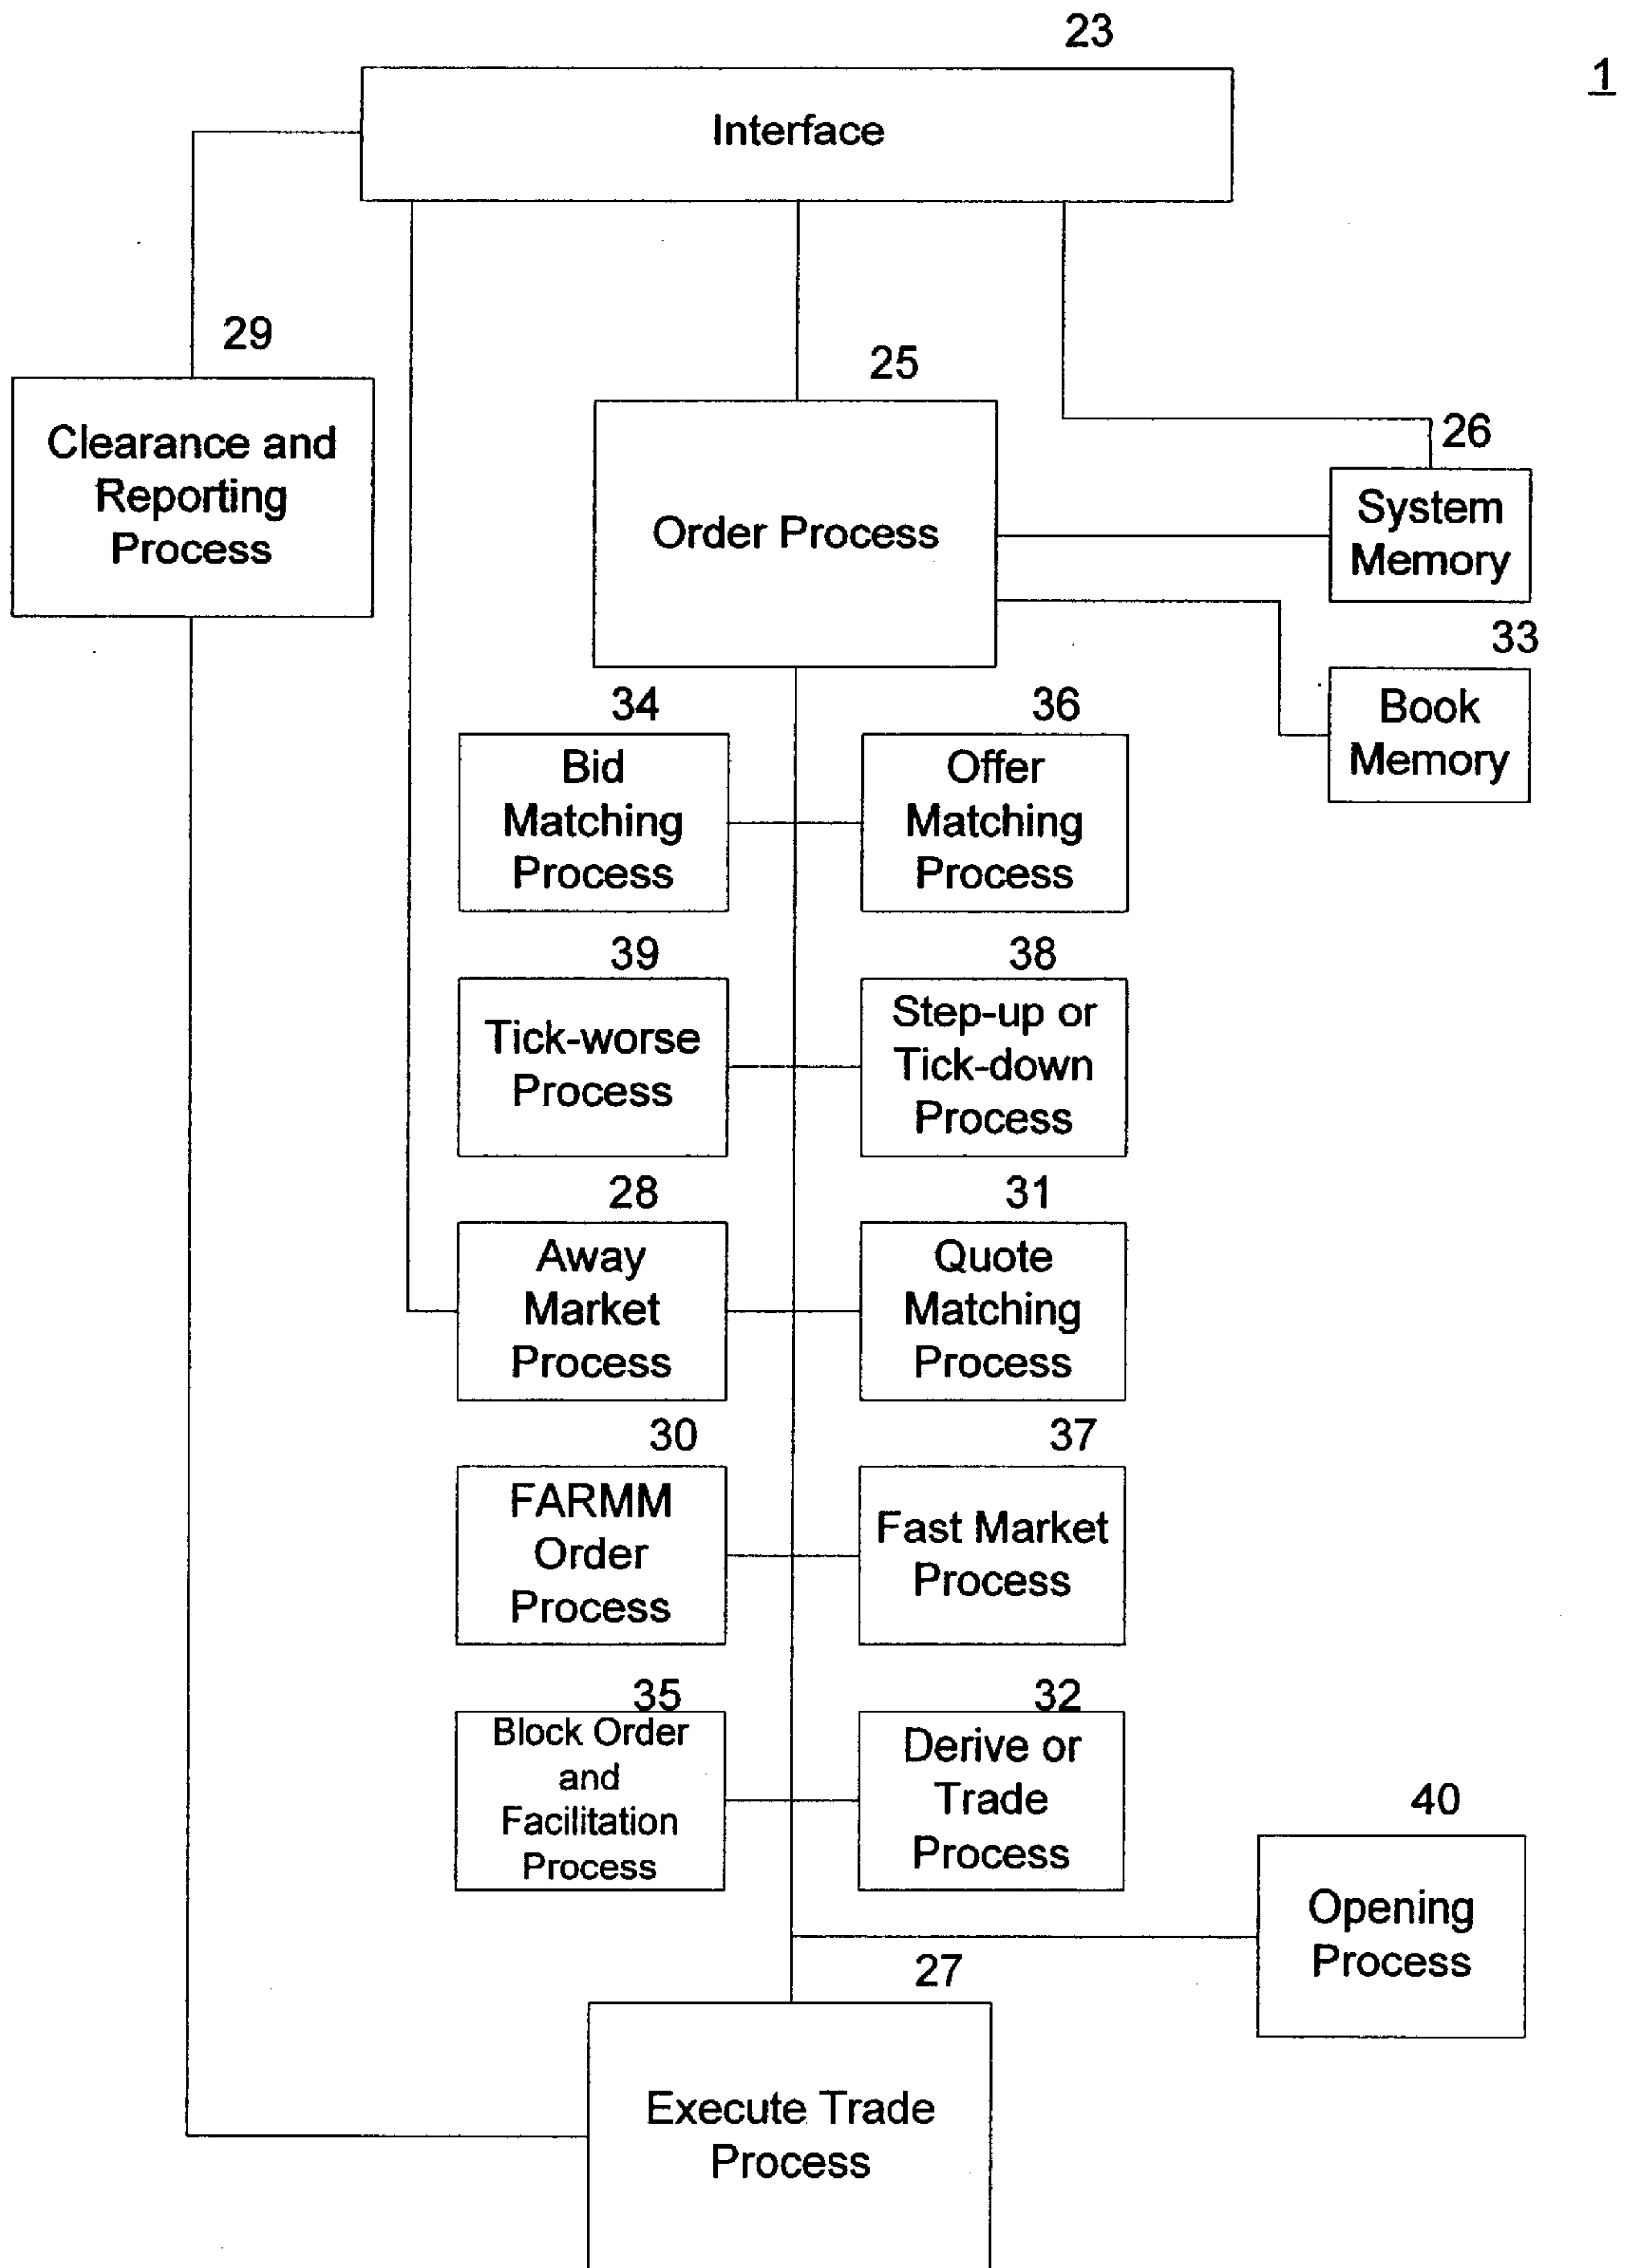 23
1
Interface
29
Clearance and
Reporting
Process
25
Order Process
26
System
Memory
33
Book
Memory
34
Bid
Matching
Process
36
Offer
Matching
Process
39
Tick-worse
Process
38
Step-up or
Tick-down
Process
28
Away
Market
Process
31
Quote
Matching
Process
30
FARMM
Order
Process
37
Fast Market
Process
35
Block Order
and
Facilitation
Process
32
Derive or
Trade
Process
40
Opening
Process
27
Execute Trade
Process